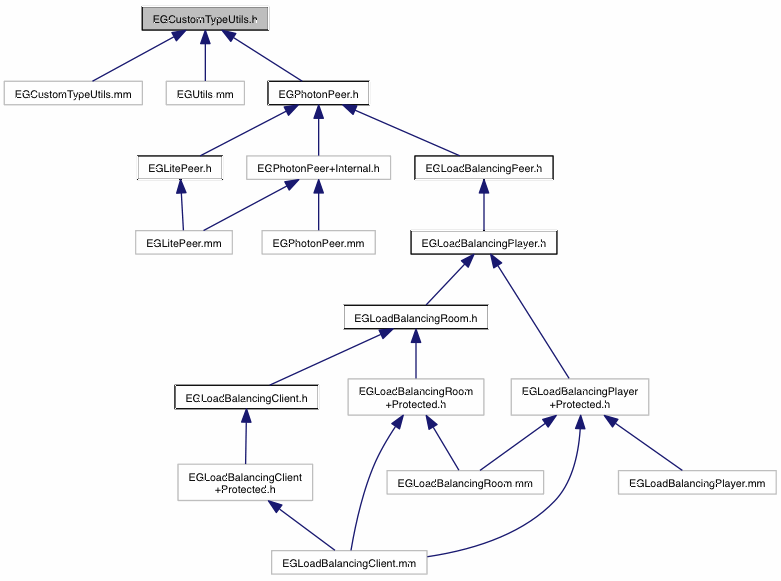 EGCustomTypeUtils.h
EGCustomTypeUtils.mm
EGUtils.mm
EGPhotonPeer.h
EGLitePeer.h
EGPhotonPeer+Internal.h
EGLoadBalancingPeer.h
EGLitePeer.mm
EGPhotonPeer.mm
EGLoadBalancingPlayer.h
EGLoadBalancingRoom.h
EGLoadBalancingClient.h
EGLoadBalancingRoom
+Protected.h
EGLoadBalancingPlayer
+Protected.h
EGLoadBalancingClient
+Protected.h
EGLoadBalancingRoom.mm
EGLoadBalancingPlayer.mm
EGLoadBalancingClient.mm